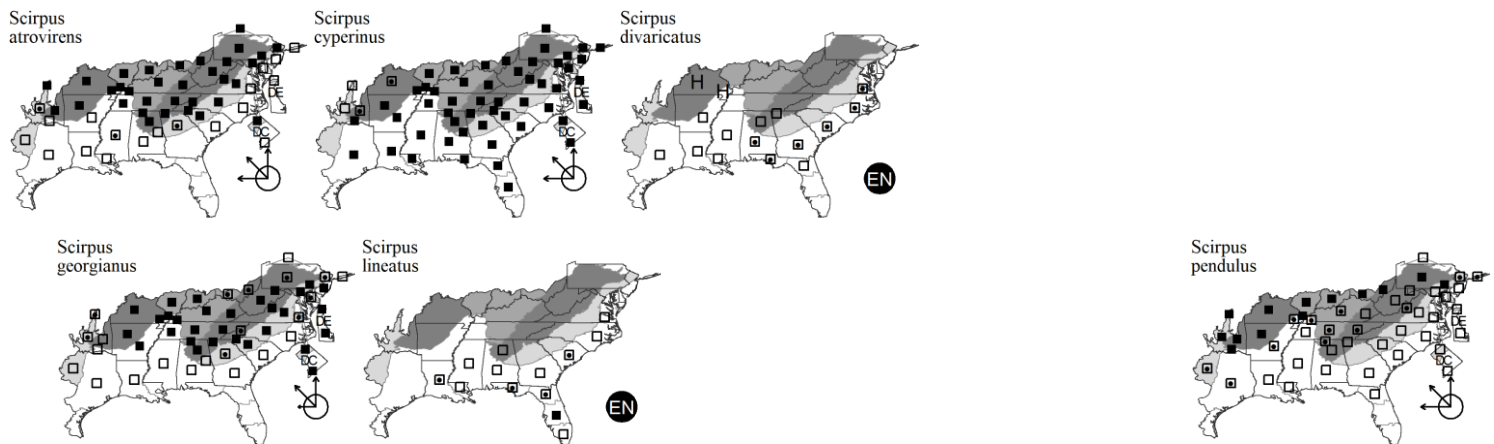 Scirpus
atrovirens
DE
DC
Scirpus
cyperinus
DE
DC
Scirpus
divaricatus
H
H
EN
Scirpus
georgianus
DE
DC
Scirpus
lineatus
EN
Scirpus
pendulus
DE
DC